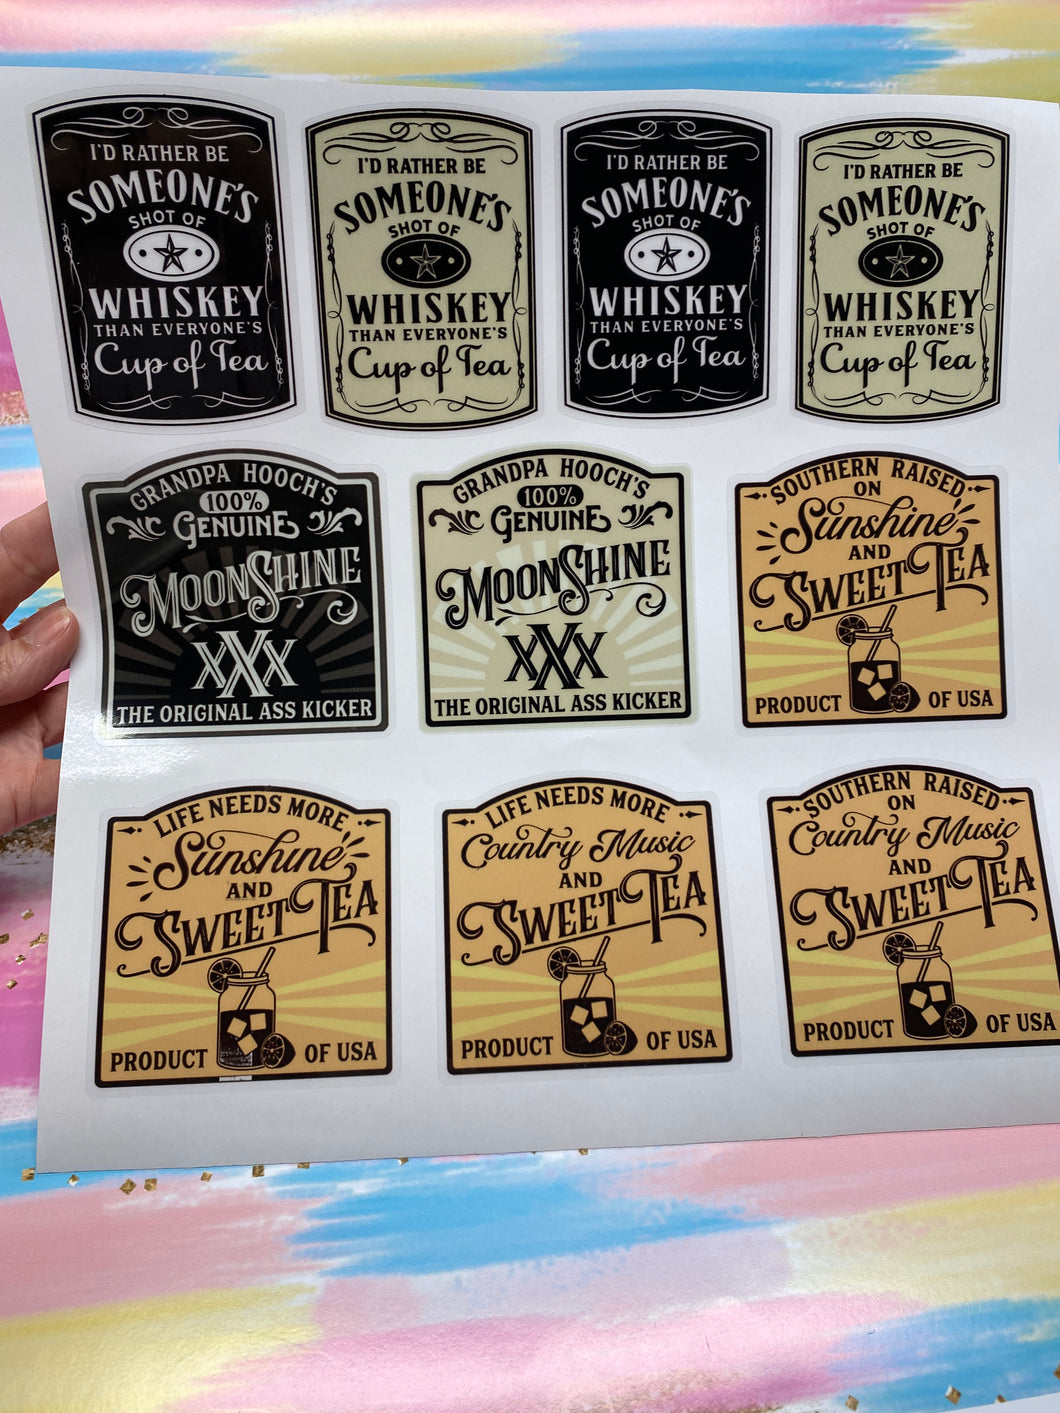 I'D RATHER BE
SOMEONE'S
SHOT OF
WHISKEY
THAN EVERYONE'S
Cup of Tea
I'D RATHER BE
SOMEONE'S
SHOT OF
WHISKEY
THAN EVERYONE'S
Cup of Tea
I'D RATHER BE
SOMEONE'S
SHOT OF
WHISKEY
THAN EVERYONE'S
Cup of Tea
I'D RATHER BE
SOMEONE'S
SHOT OF
WHISKEY
THAN EVERYONE'S
Cup of Tea
GRANDPA HOOCH'S
100%
GENUINE
MOONSHINE
XXX
THE ORIGINAL ASS KICKER
GRANDPA HOOCH'S
100%
GENUINE
MOONSHINE
XXX
THE ORIGINAL ASS KICKER
SOUTHERN RAISED
ON
Sunshine
AND
SWEET TEA
PRODUCT OF USA
LIFE NEEDS MORE
Sunshine
AND
SWEET TEA
PRODUCT OF USA
LIFE NEEDS MORE
Country Music
AND
SWEET TEA
PRODUCT OF USA
SOUTHERN RAISED
ON
Country Music
AND
SWEET TEA
PRODUCT OF USA